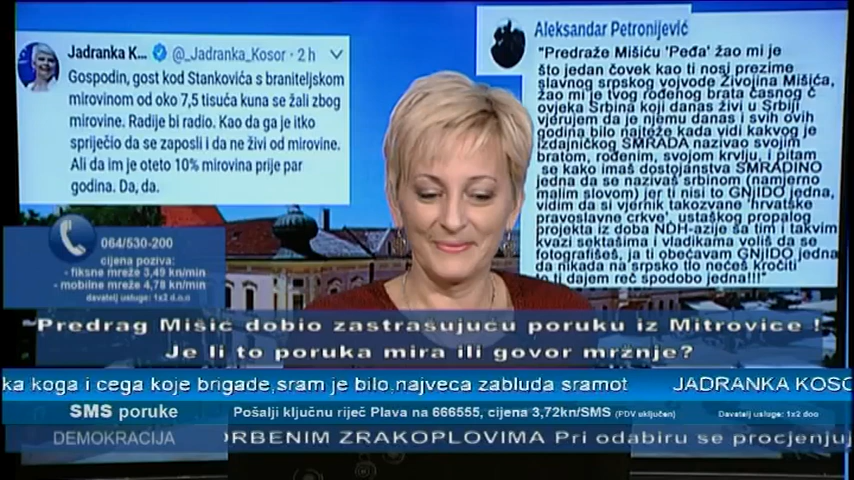 Jadranka K... @_Jadranka_Kosor · 2 h
Gospodin, gost kod Stankovića s braniteljskom
mirovinom od oko 7,5 tisuća kuna se žali zbog
mirovine. Radije bi radio. Kao da ga je itko
spriječio da se zaposli i da ne živi od mirovine.
Ali da im je oteto 10% mirovina prije par
godina. Da, da.
Aleksandar Petronijević
"Predraže Mišiću 'Peđa' žao mi je
što jedan čovek kao ti nosi prezime
slavnog srpskog vojvode Živojina Mišića,
žao mi je tvog rođenog brata časnog č
ovjeka Srbina koji danas živi u Srbiji
vjerujem da je njemu danas i svih ovih
godina bilo najteže kada vidi kakvog je
izdajničkog SMRADA nazivao svojim
bratom, rođenim, svojom krvlju, i pitam
se kako imaš dostojanstva SMRADINO
jedna da se nazivaš srbinom (namjerno
malim slovom) jer ti nisi to GNjIDO jedna,
vidim da si vjernik takozvane 'hrvatske
pravoslavne crkve', ustaškog propalog
projekta iz doba NDH-azije sa tim i takvim
kvazi sektašima i vladikama voliš da se
fotografišeš, ja ti obećavam GNjIDO jedna
da nikada na srpsko tlo nećeš kročiti
ti dajem reč spodobo jedna!!!"
064/530-200
cijena poziva:
- fiksne mreže 3,49 kn/min
- mobilne mreže 4,78 kn/min
davatelj usluge: 1x2 d.o.o
Predrag Mišić dobio zastrašujuću poruku iz Mitrovice !
Je li to poruka mira ili govor mržnje?
ka koga i cega koje brigade,sram je bilo,najveca zabluda sramot JADRANKA KOSO
SMS poruke Pošalji ključnu riječ Plava na 666555, cijena 3,72kn/SMS (PDV uključen) Davatelj usluge: 1x2 doo
DEMOKRACIJA ORBENIM ZRAKOPLOVIMA Pri odabiru se procjenjuj